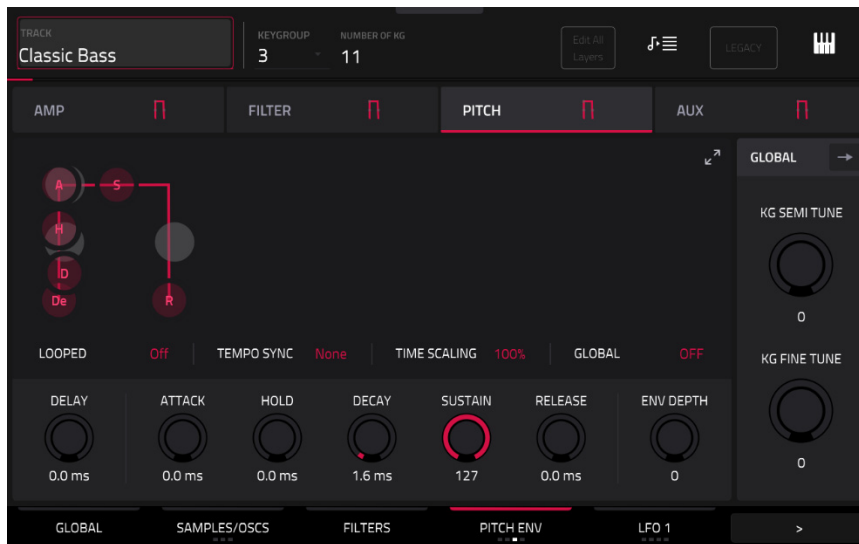 TRACK KEYGROUP NUMBER OF KG
Classic Bass 3 11 Edit All Layers LEGACY
AMP FILTER PITCH AUX
GLOBAL
A S
KG SEMI TUNE
H
D
De R
0
LOOPED Off TEMPO SYNC None TIME SCALING 100% GLOBAL OFF
KG FINE TUNE
DELAY ATTACK HOLD DECAY SUSTAIN RELEASE ENV DEPTH
0.0 ms 0.0 ms 0.0 ms 1.6 ms 127 0.0 ms 0
0
GLOBAL SAMPLES/OSCS FILTERS PITCH ENV LFO 1 >